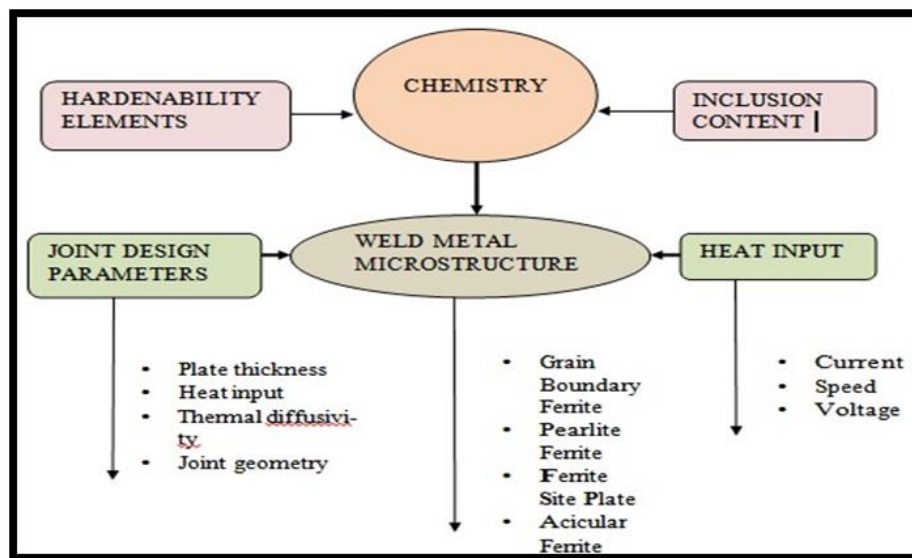 CHEMISTRY
HARDENABILITY
ELEMENTS
INCLUSION
CONTENT
JOINT DESIGN
PARAMETERS
WELD METAL
MICROSTRUCTURE
HEAT INPUT
• Plate thickness
• Heat input
• Thermal diffusivi-
ty
• Joint geometry
• Grain
Boundary
Ferrite
• Pearlite
Ferrite
• Ferrite
Site Plate
• Acicular
Ferrite
• Current
• Speed
• Voltage